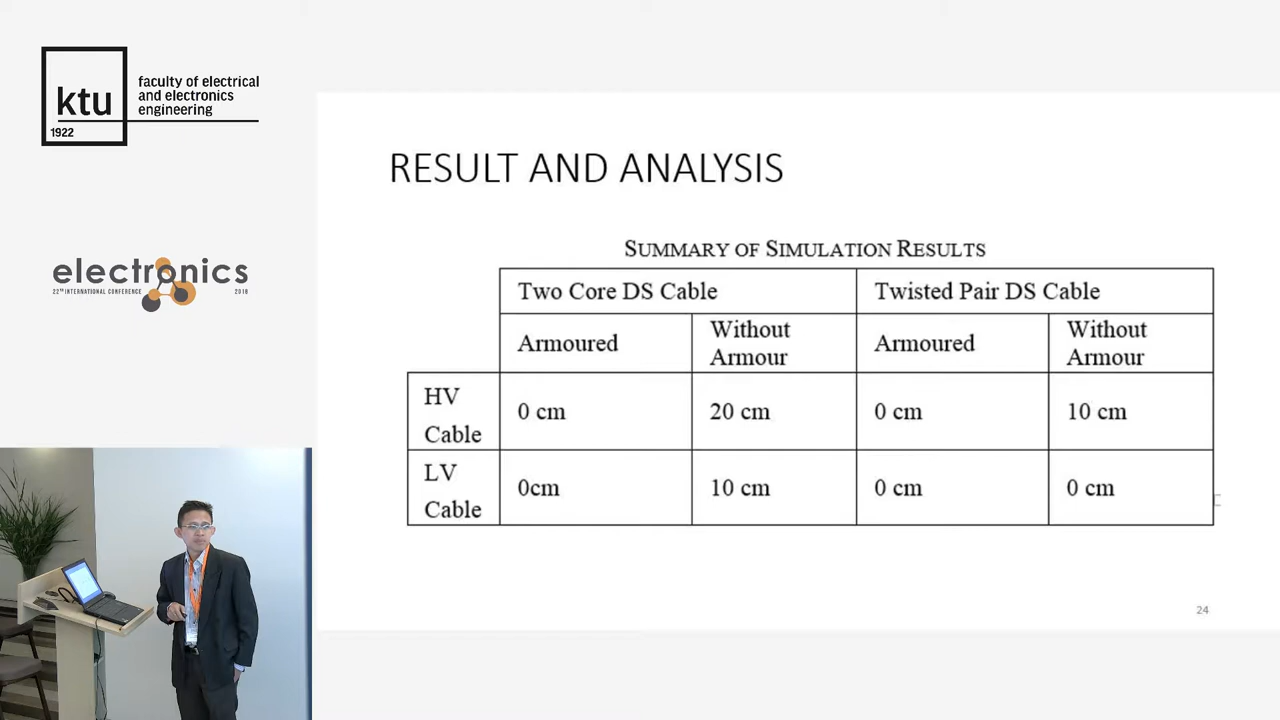 ktu
1922
faculty of electrical
and electronics
engineering
electronics
22TH INTERNATIONAL CONFERENCE 2018
RESULT AND ANALYSIS
SUMMARY OF SIMULATION RESULTS
Two Core DS Cable Twisted Pair DS Cable
Armoured Without Armour Armoured Without Armour
HV Cable 0 cm 20 cm 0 cm 10 cm
LV Cable 0cm 10 cm 0 cm 0 cm
24